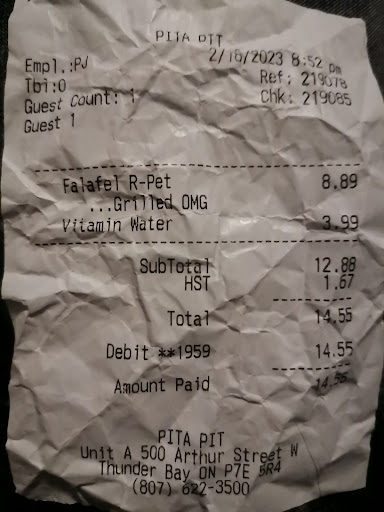 PITA PIT
2/16/2023 8:52 pm
Empl.:PJ
Ref: 219078
Tbl:0
Chk: 219085
Guest Count: 1
Guest 1
Falafel R-Pet 8.89
...Grilled OMG
Vitamin Water 3.99
SubTotal 12.88
HST 1.67
Total 14.55
Debit **1959 14.55
Amount Paid 14.55
PITA PIT
Unit A 500 Arthur Street W
Thunder Bay ON P7E 5R4
(807) 622-3500